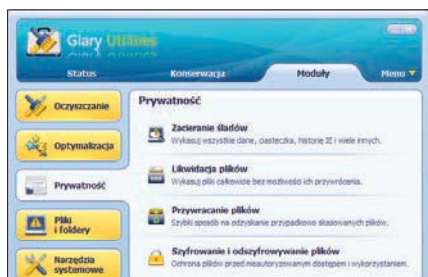 Glary Utilities
Status Konserwacja Moduły Menu
Oczyszczanie
Optymalizacja
Prywatność
Pliki
i foldery
Narzędzia
systemowe
Prywatność
Zacieranie śladów
Wykasuj wszystkie dane, ciasteczka, historię IE i wiele innych.
Likwidacja plików
Wykasuj pliki całkowicie bez możliwości ich przywrócenia.
Przywracanie plików
Szybki sposób na odzyskanie przypadkowo skasowanych plików.
Szyfrowanie i odszyfrowywanie plików
Ochrona plików przed nieautoryzowanym dostępem i wykorzystaniem.